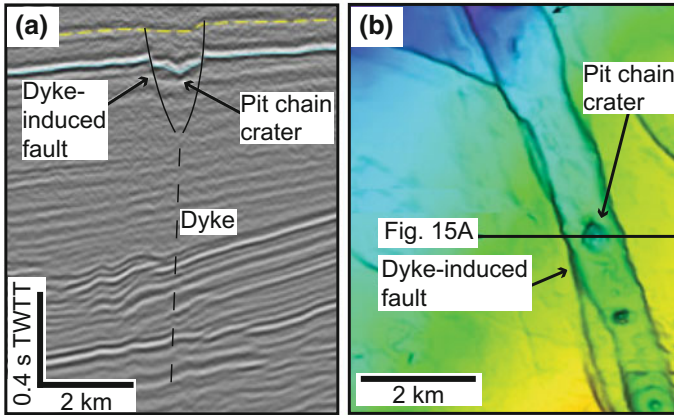 (a)
Dyke-
induced
fault
Pit chain
crater
Dyke
0.4 s TWTT
2 km
(b)
Pit chain
crater
Fig. 15A
Dyke-induced
fault
2 km